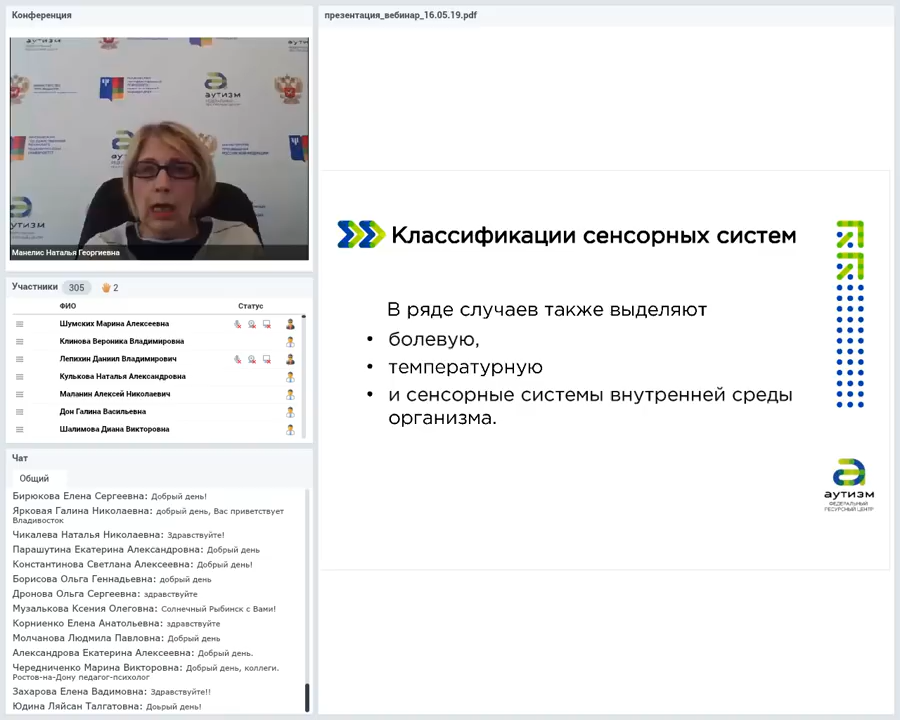 Конференция
аутизм
аутизм
аутизм
Манелис Наталья Георгиевна
Участники 305 2
ФИО Статус
Шумских Марина Алексеевна
Клинова Вероника Владимировна
Лепихин Даниил Владимирович
Кулькова Наталья Александровна
Маланин Алексей Николаевич
Дон Галина Васильевна
Шалимова Диана Викторовна
Чат
Общий
Бирюкова Елена Сергеевна: Добрый день!
Ярковая Галина Николаевна: добрый день, Вас приветствует
Владивосток
Чикалева Наталья Николаевна: Здравствуйте!
Парашутина Екатерина Александровна: Добрый день
Константинова Светлана Алексеевна: Добрый день!
Борисова Ольга Геннадьевна: добрый день
Дронова Ольга Сергеевна: здравствуйте
Музалькова Ксения Олеговна: Солнечный Рыбинск с Вами!
Корниенко Елена Анатольевна: здравствуйте
Молчанова Людмила Павловна: Добрый день
Александрова Екатерина Алексеевна: Добрый день.
Чередниченко Марина Викторовна: Добрый день, коллеги.
Ростов-на-Дону педагог-психолог
Захарова Елена Вадимовна: Здравствуйте!!
Юдина Ляйсан Талгатовна: Доьрый день!
презентация_вебинар_16.05.19.pdf
Классификации сенсорных систем
В ряде случаев также выделяют
• болевую,
• температурную
• и сенсорные системы внутренней среды
организма.
аутизм
ФЕДЕРАЛЬНЫЙ
РЕСУРСНЫЙ ЦЕНТР